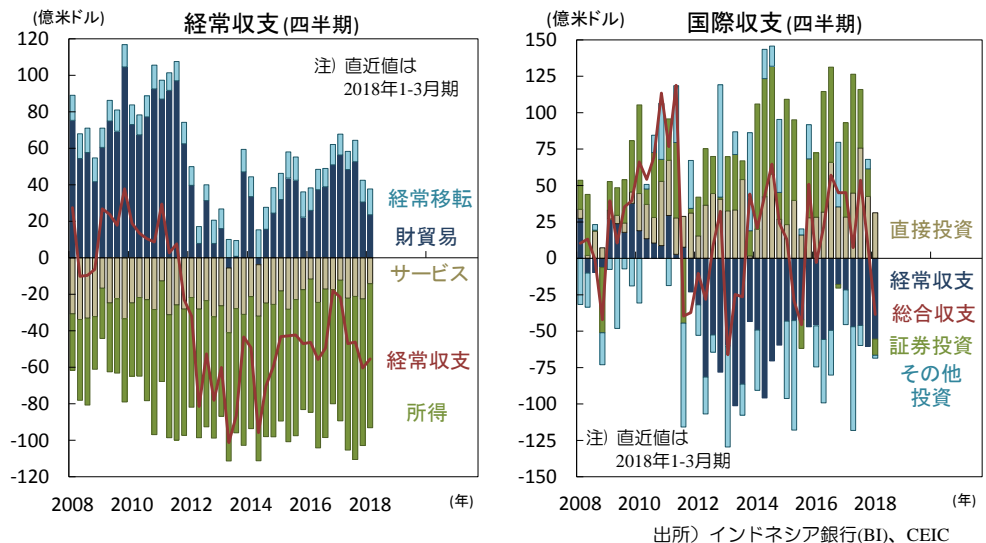 経常収支(四半期)
(億米ドル)
120
100
80
60
40
20
0
-20
-40
-60
-80
-100
-120
注) 直近値は
2018年1-3月期
経常移転
財貿易
サービス
経常収支
所得
2008 2010 2012 2014 2016 2018 (年)
国際収支(四半期)
(億米ドル)
150
125
100
75
50
25
0
-25
-50
-75
-100
-125
-150
直接投資
経常収支
総合収支
証券投資
その他
投資
注) 直近値は
2018年1-3月期
2008 2010 2012 2014 2016 2018 (年)
出所）インドネシア銀行(BI)、CEIC